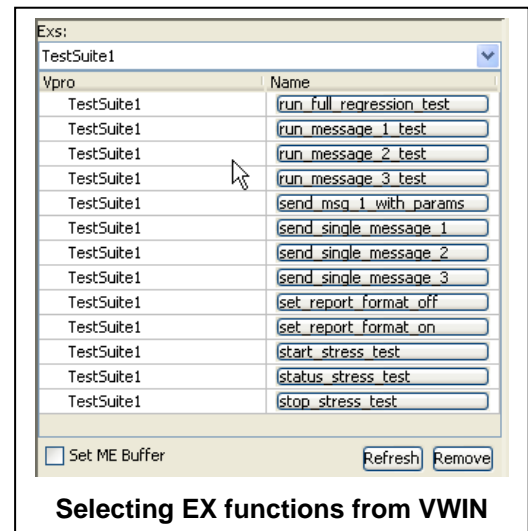 Exs:
TestSuite1
Vpro Name
TestSuite1 run_full_regression_test
TestSuite1 run_message_1_test
TestSuite1 run_message_2_test
TestSuite1 run_message_3_test
TestSuite1 send_msg_1_with_params
TestSuite1 send_single_message_1
TestSuite1 send_single_message_2
TestSuite1 send_single_message_3
TestSuite1 set_report_format_off
TestSuite1 set_report_format_on
TestSuite1 start_stress_test
TestSuite1 status_stress_test
TestSuite1 stop_stress_test
Set ME Buffer Refresh Remove
Selecting EX functions from VWIN